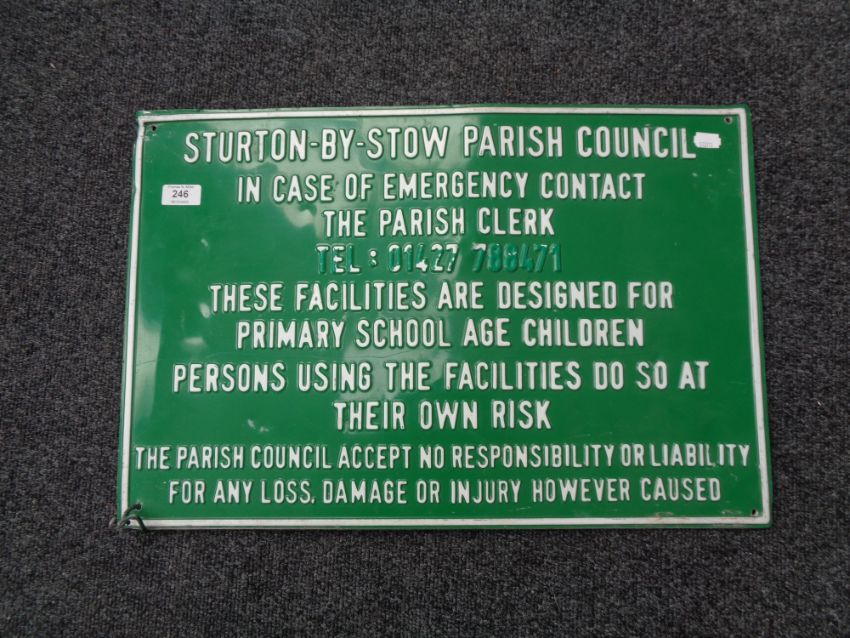 STURTON-BY-STOW PARISH COUNCIL
246
IN CASE OF EMERGENCY CONTACT
THE PARISH CLERK
TEL : 01427 788471
THESE FACILITIES ARE DESIGNED FOR
PRIMARY SCHOOL AGE CHILDREN
PERSONS USING THE FACILITIES DO SO AT
THEIR OWN RISK
THE PARISH COUNCIL ACCEPT NO RESPONSIBILITY OR LIABILITY
FOR ANY LOSS, DAMAGE OR INJURY HOWEVER CAUSED